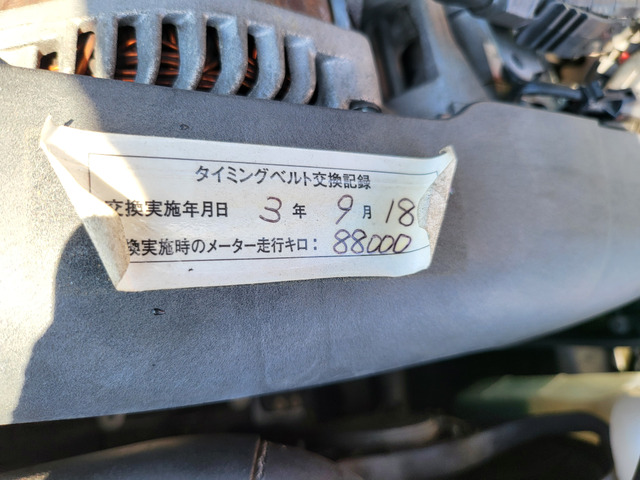 タイミングベルト交換記録
交換実施年月日 3年 9月 18
換実施時のメーター走行キロ: 88000